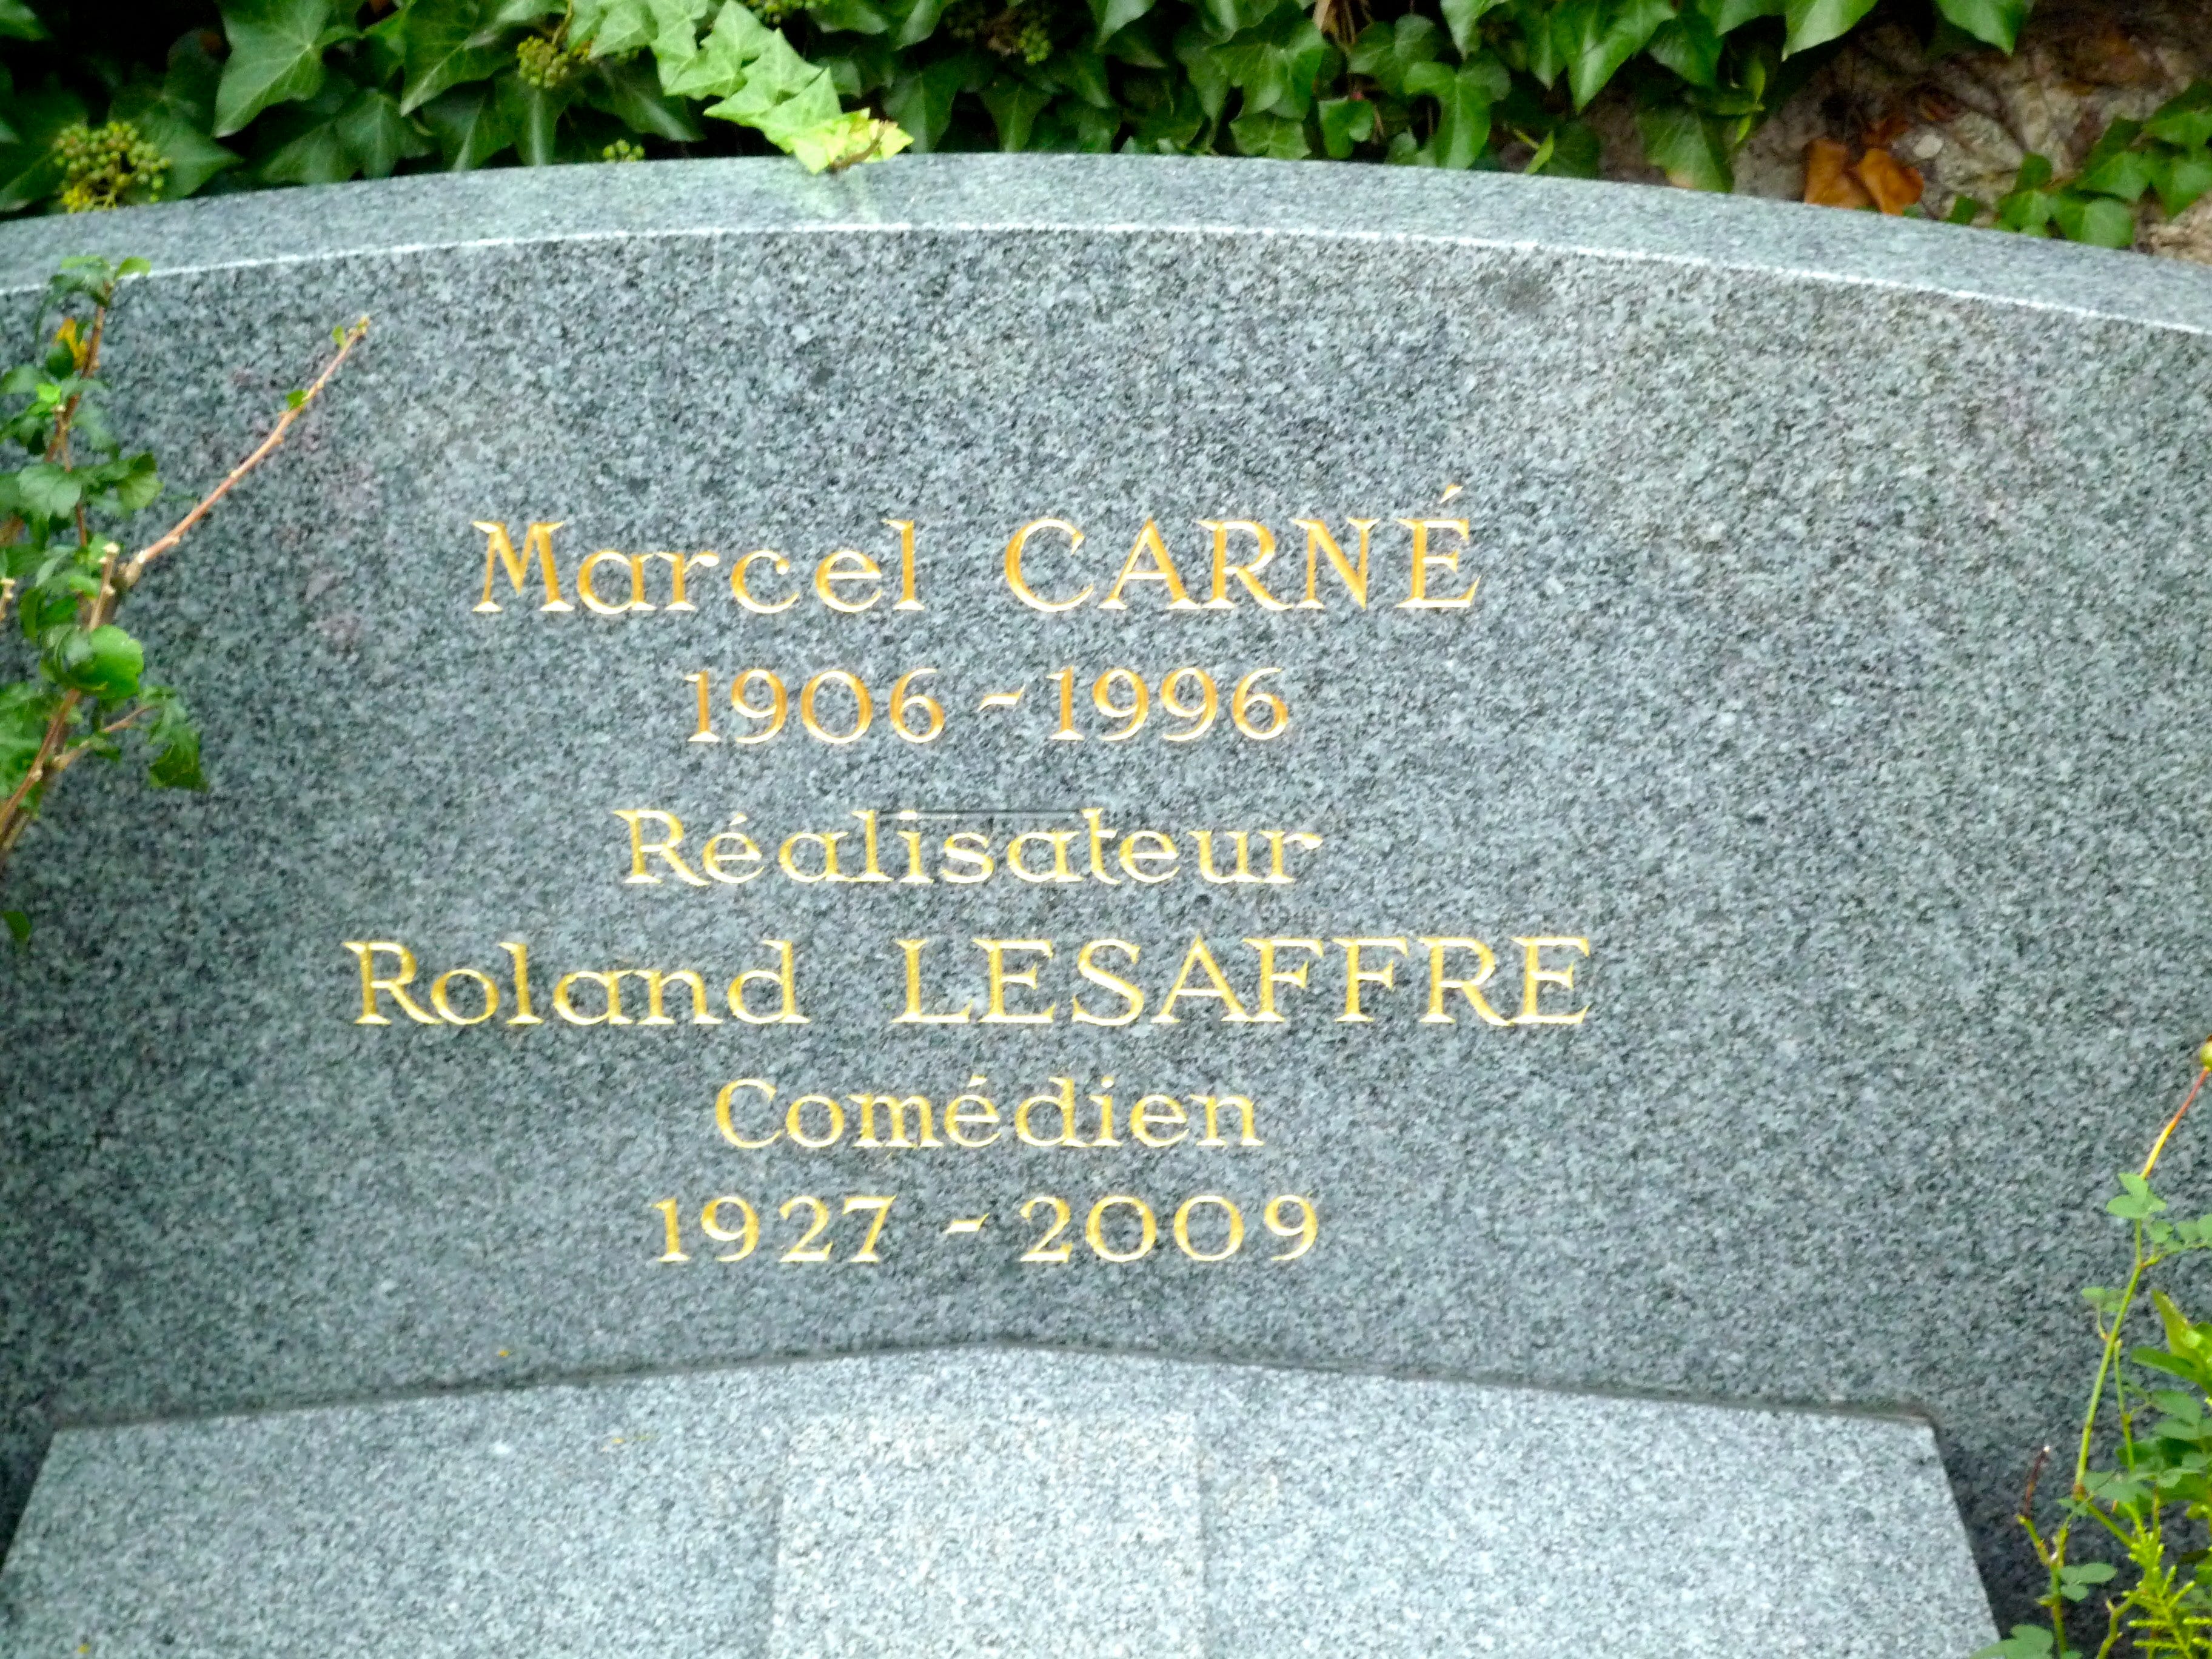 Marcel CARNÉ
1906 - 1996
Réalisateur
Roland LESAFFRE
Comédien
1927 - 2009